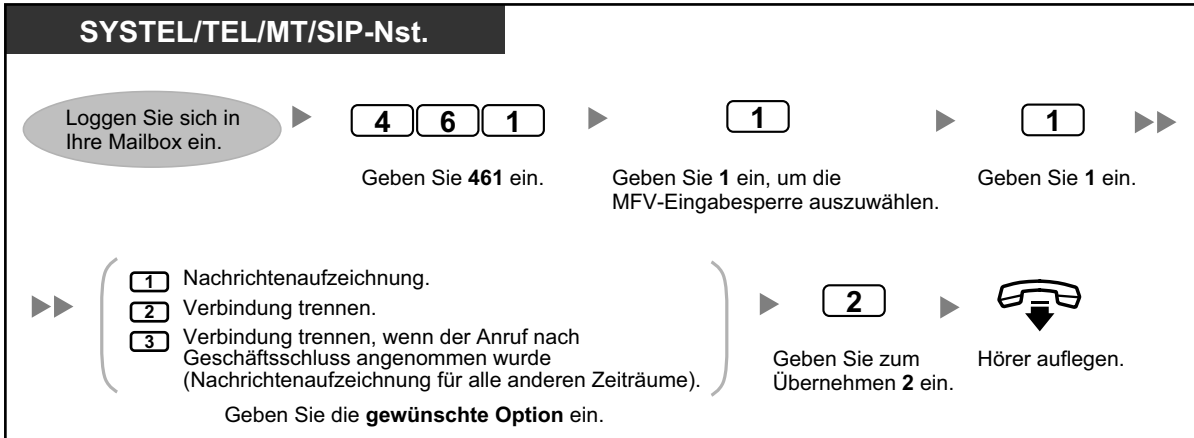 SYSTEL/TEL/MT/SIP-Nst.
Loggen Sie sich in
Ihre Mailbox ein.
4 6 1
Geben Sie 461 ein.
1
Geben Sie 1 ein, um die
MFV-Eingabesperre auszuwählen.
1
Geben Sie 1 ein.
1 Nachrichtenaufzeichnung.
2 Verbindung trennen.
3 Verbindung trennen, wenn der Anruf nach
Geschäftsschluss angenommen wurde
(Nachrichtenaufzeichnung für alle anderen Zeiträume).
Geben Sie die gewünschte Option ein.
2
Geben Sie zum
Übernehmen 2 ein.
Hörer auflegen.